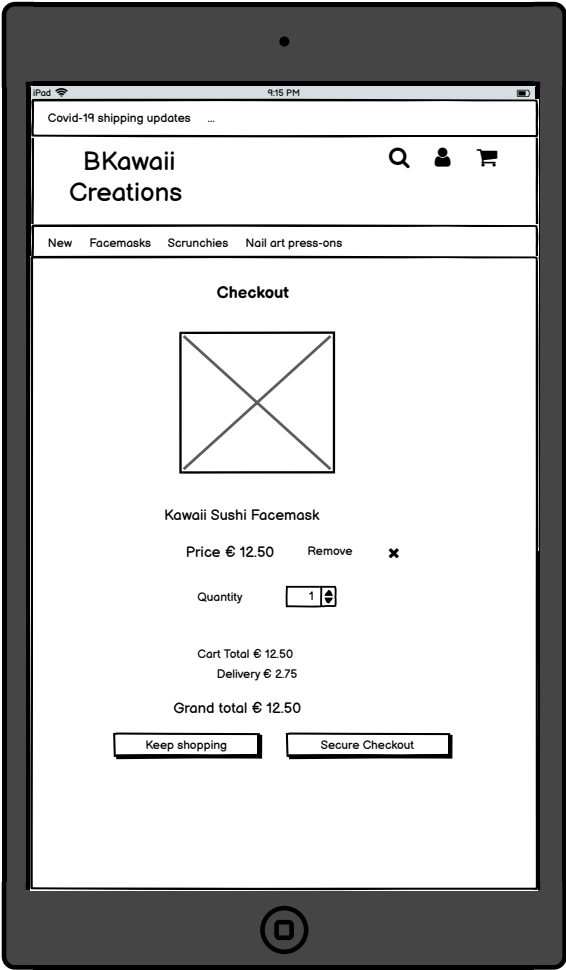 iPad 9:15 PM
Covid-19 shipping updates ...
BKawaii
Creations
New Facemasks Scrunchies Nail art press-ons
Checkout
Kawaii Sushi Facemask
Price € 12.50 Remove
Quantity 1
Cart Total € 12.50
Delivery € 2.75
Grand total € 12.50
Keep shopping Secure Checkout